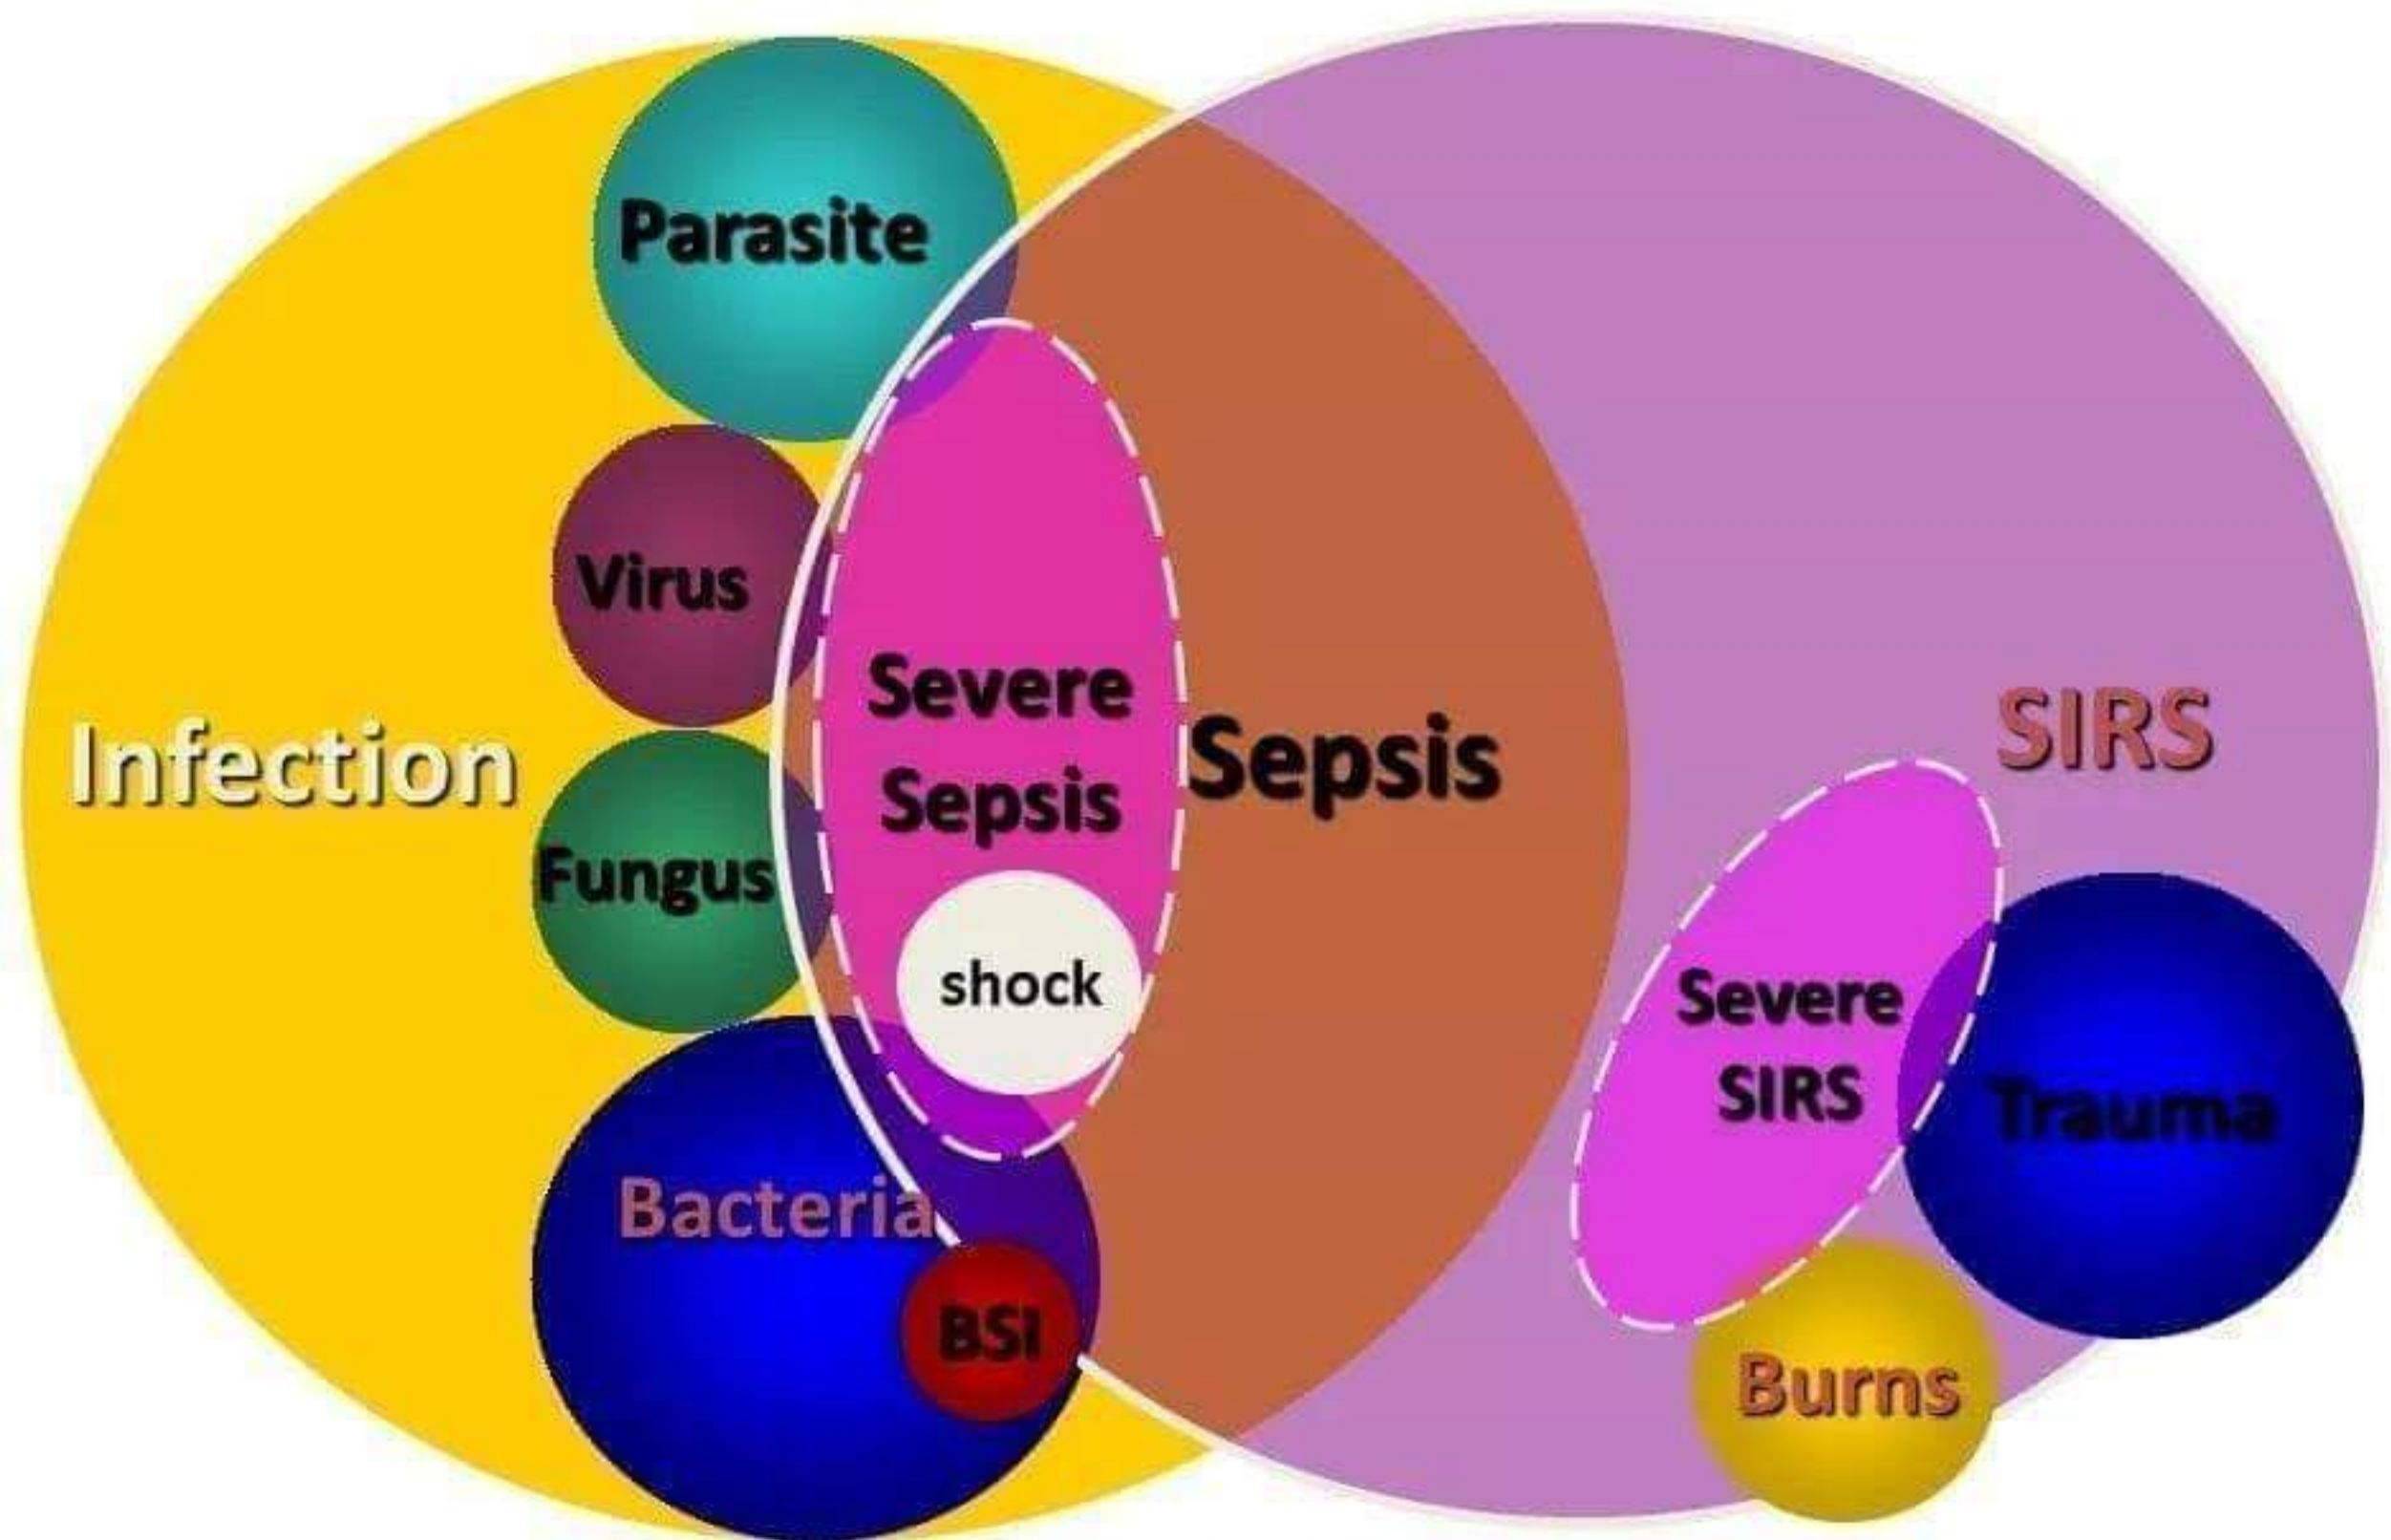 Parasite
Virus
Infection
Fungus
Bacteria
BSI
Severe
Sepsis
shock
Sepsis
SIRS
Severe
SIRS
Trauma
Burns